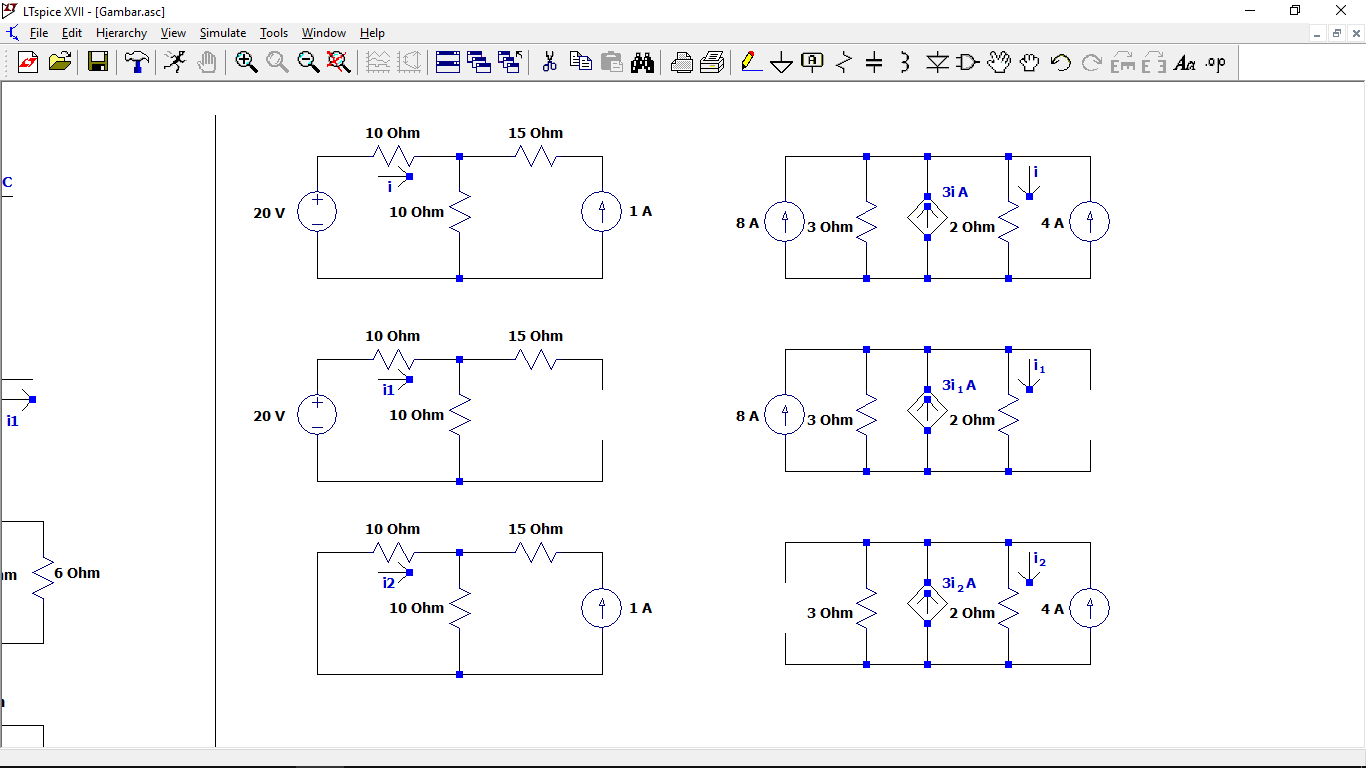 LTspice XVII - [Gambar.asc]
File Edit Hierarchy View Simulate Tools Window Help
A Aa .op
10 Ohm 15 Ohm
i
20 V 10 Ohm 1 A
3i A
i
8 A 3 Ohm 2 Ohm 4 A
C
10 Ohm 15 Ohm
i1
20 V 10 Ohm
3i1 A
i1
8 A 3 Ohm 2 Ohm
i1
10 Ohm 15 Ohm
i2
10 Ohm 1 A
3i2 A
i2
3 Ohm 2 Ohm 4 A
6 Ohm